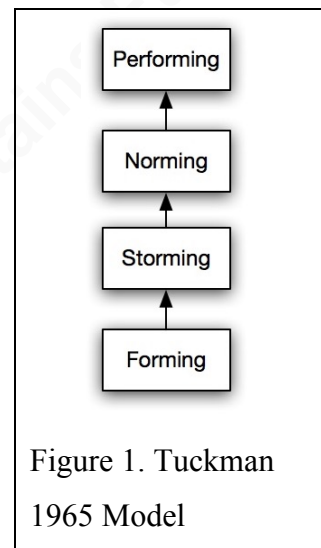 Performing
Norming
Storming
Forming
Figure 1. Tuckman
1965 Model